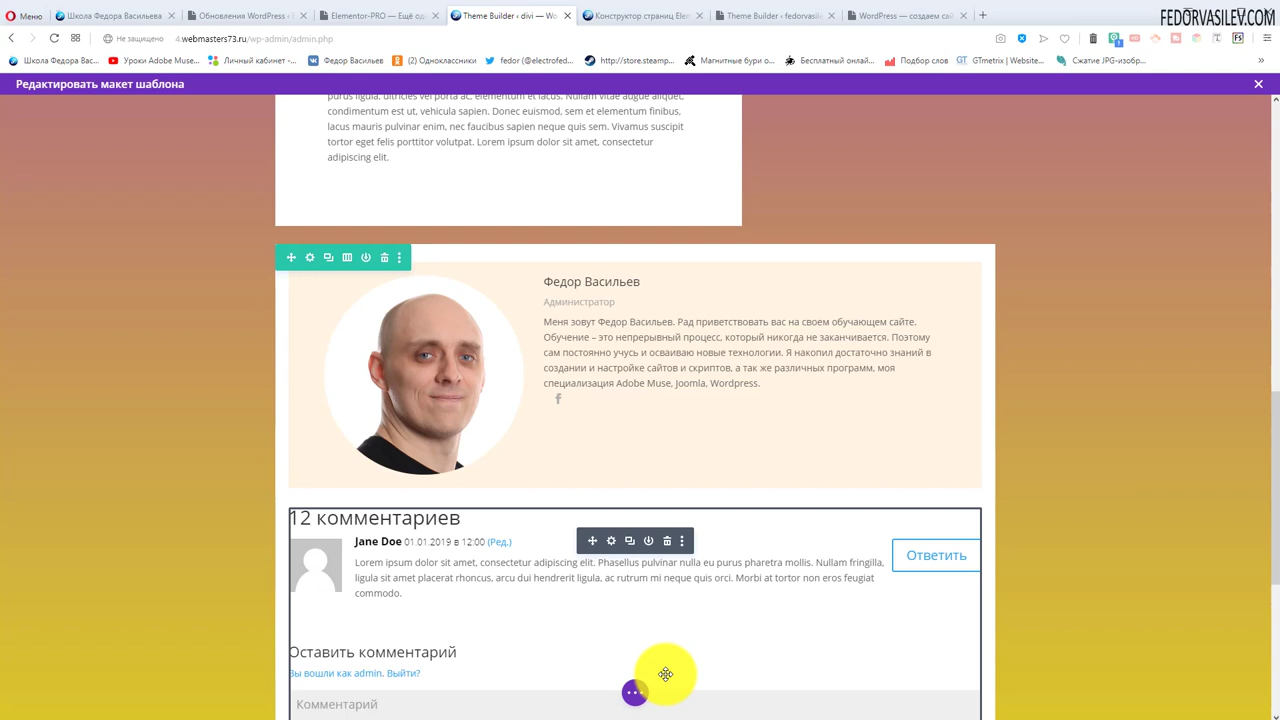 FEDORVASILEV.COM
Меню
Школа Федора Васильева
Обновления WordPress ‹
Elementor-PRO — Ещё од
Theme Builder ‹ divi — Wo
Конструктор страниц Elem
Theme Builder ‹ fedorvasile
WordPress — создаем сай
Не защищено
4.webmasters73.ru/wp-admin/admin.php
Школа Федора Вас...
Уроки Adobe Muse...
Личный кабинет -...
Федор Васильев
(2) Одноклассники
fedor (@electrofed...
http://store.steamp...
Магнитные бури о...
Бесплатный онлай...
Подбор слов
GTmetrix | Website...
Сжатие JPG-изобр...
Редактировать макет шаблона
purus ligula, ultricies vel porta ac, elementum et lacus. Nullam vitae augue aliquet,
condimentum est ut, vehicula sapien. Donec euismod, sem et elementum finibus,
lacus mauris pulvinar enim, nec faucibus sapien neque quis sem. Vivamus suscipit
tortor eget felis porttitor volutpat. Lorem ipsum dolor sit amet, consectetur
adipiscing elit.
Федор Васильев
Администратор
Меня зовут Федор Васильев. Рад приветствовать вас на своем обучающем сайте.
Обучение – это непрерывный процесс, который никогда не заканчивается. Поэтому
сам постоянно учусь и осваиваю новые технологии. Я накопил достаточно знаний в
создании и настройке сайтов и скриптов, а так же различных программ, моя
специализация Adobe Muse, Joomla, Wordpress.
12 комментариев
Jane Doe 01.01.2019 в 12:00 (Ред.)
Ответить
Lorem ipsum dolor sit amet, consectetur adipiscing elit. Phasellus pulvinar nulla eu purus pharetra mollis. Nullam fringilla,
ligula sit amet placerat rhoncus, arcu dui hendrerit ligula, ac rutrum mi neque quis orci. Morbi at tortor non eros feugiat
commodo.
Оставить комментарий
Вы вошли как admin. Выйти?
Комментарий